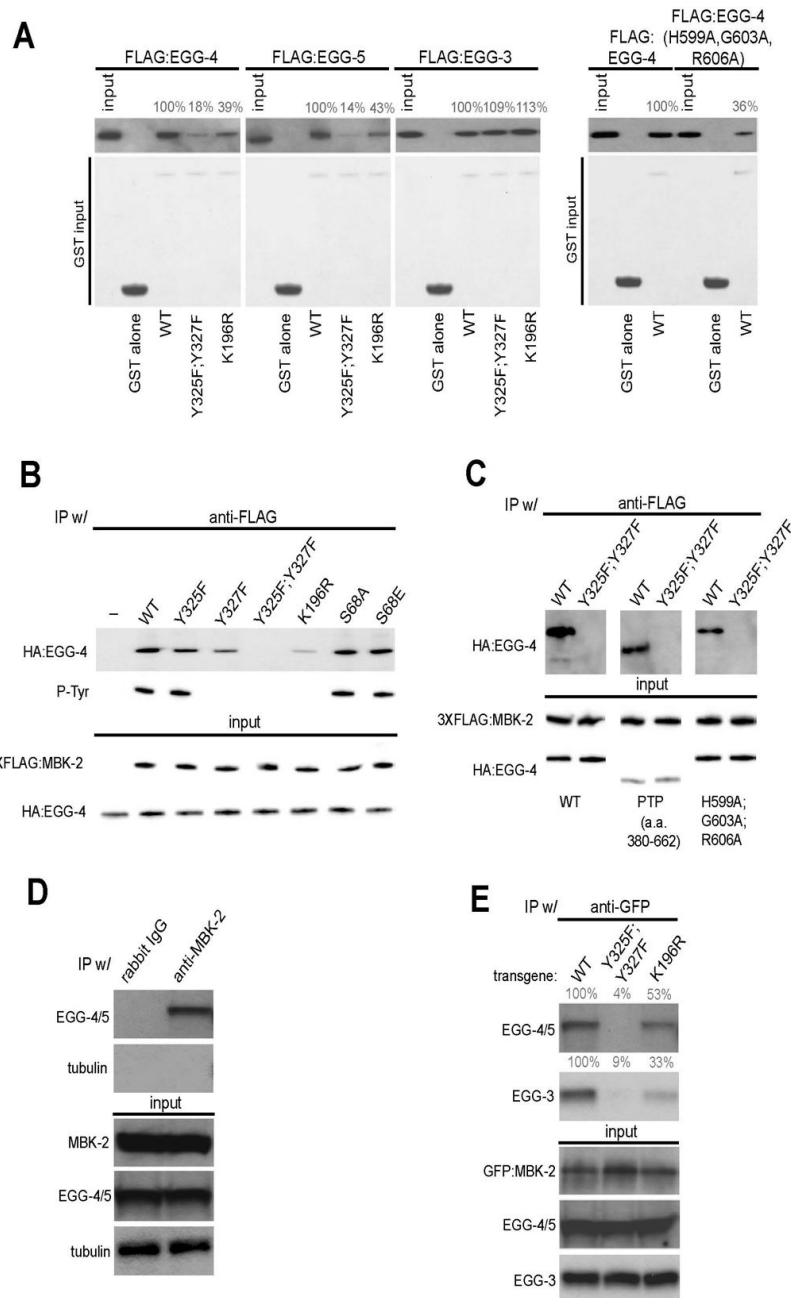 A
FLAG:EGG-4
FLAG:EGG-5
FLAG:EGG-3
FLAG:
EGG-4
FLAG:EGG-4
(H599A,G603A,
R606A)
input
100% 18% 39%
input
100% 14% 43%
input
100% 109% 113%
input
100%
input
36%
GST input
GST input
GST alone
WT
Y325F;Y327F
K196R
GST alone
WT
Y325F;Y327F
K196R
GST alone
WT
Y325F;Y327F
K196R
GST alone
WT
GST alone
WT
B
IP w/
anti-FLAG
–
WT
Y325F
Y327F
Y325F;Y327F
K196R
S68A
S68E
HA:EGG-4
P-Tyr
input
XFLAG:MBK-2
HA:EGG-4
C
IP w/
anti-FLAG
WT
Y325F;Y327F
WT
Y325F;Y327F
WT
Y325F;Y327F
HA:EGG-4
input
3XFLAG:MBK-2
HA:EGG-4
WT
PTP
(a.a.
380-662)
H599A;
G603A;
R606A
D
IP w/
rabbit IgG
anti-MBK-2
EGG-4/5
tubulin
input
MBK-2
EGG-4/5
tubulin
E
IP w/
anti-GFP
transgene:
WT
Y325F;
Y327F
K196R
100% 4% 53%
EGG-4/5
100% 9% 33%
EGG-3
input
GFP:MBK-2
EGG-4/5
EGG-3